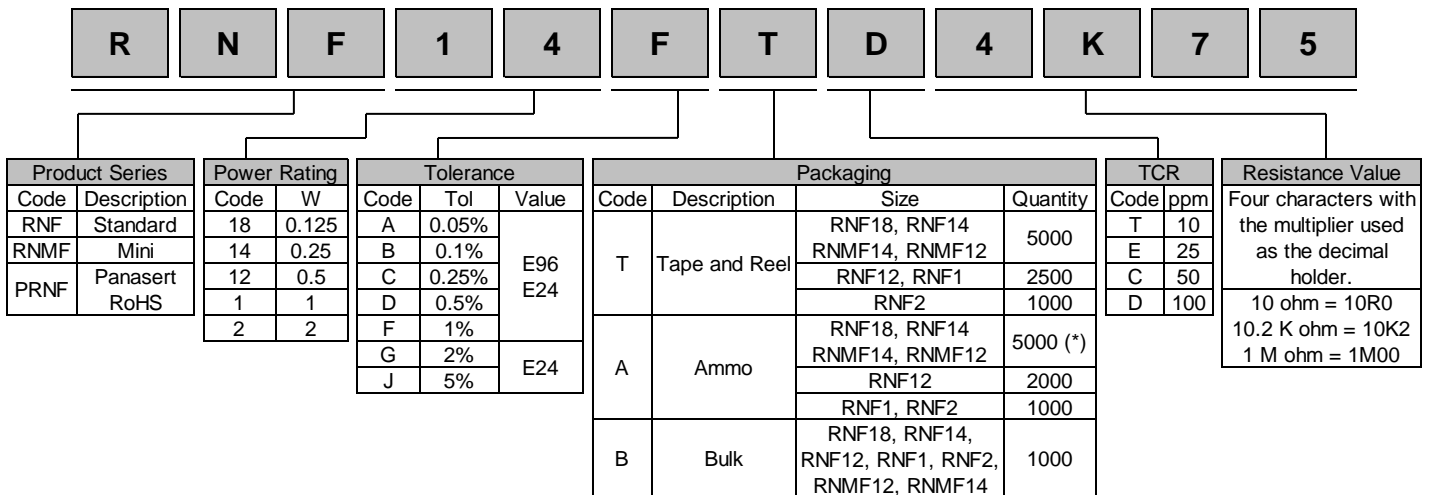 R N F 1 4 F T D 4 K 7 5
Product Series
Code Description
RNF Standard
RNMF Mini
PRNF Panasert
RoHS
Power Rating
Code W
18 0.125
14 0.25
12 0.5
1 1
2 2
Tolerance
Code Tol Value
A 0.05%
B 0.1%
C 0.25%
D 0.5%
F 1%
E96
E24
G 2%
J 5%
E24
Packaging
Code Description Size Quantity
T Tape and Reel
RNF18, RNF14
RNMF14, RNMF12
5000
RNF12, RNF1 2500
RNF2 1000
A Ammo
RNF18, RNF14
RNMF14, RNMF12
5000 (*)
RNF12 2000
RNF1, RNF2 1000
B Bulk
RNF18, RNF14,
RNF12, RNF1, RNF2,
RNMF12, RNMF14
1000
TCR
Code ppm
T 10
E 25
C 50
D 100
Resistance Value
Four characters with
the multiplier used
as the decimal
holder.
10 ohm = 10R0
10.2 K ohm = 10K2
1 M ohm = 1M00